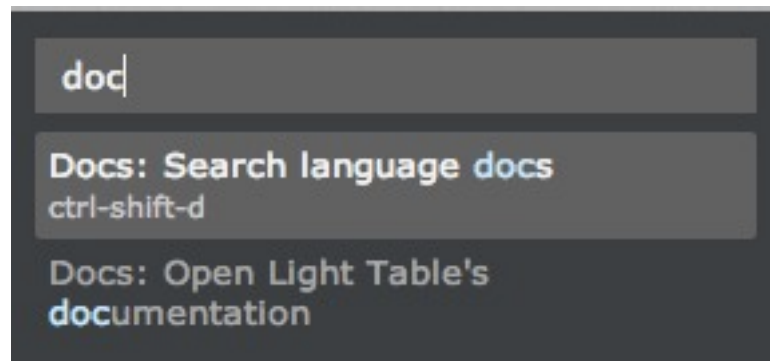 doc
Docs: Search language docs
ctrl-shift-d
Docs: Open Light Table's
documentation